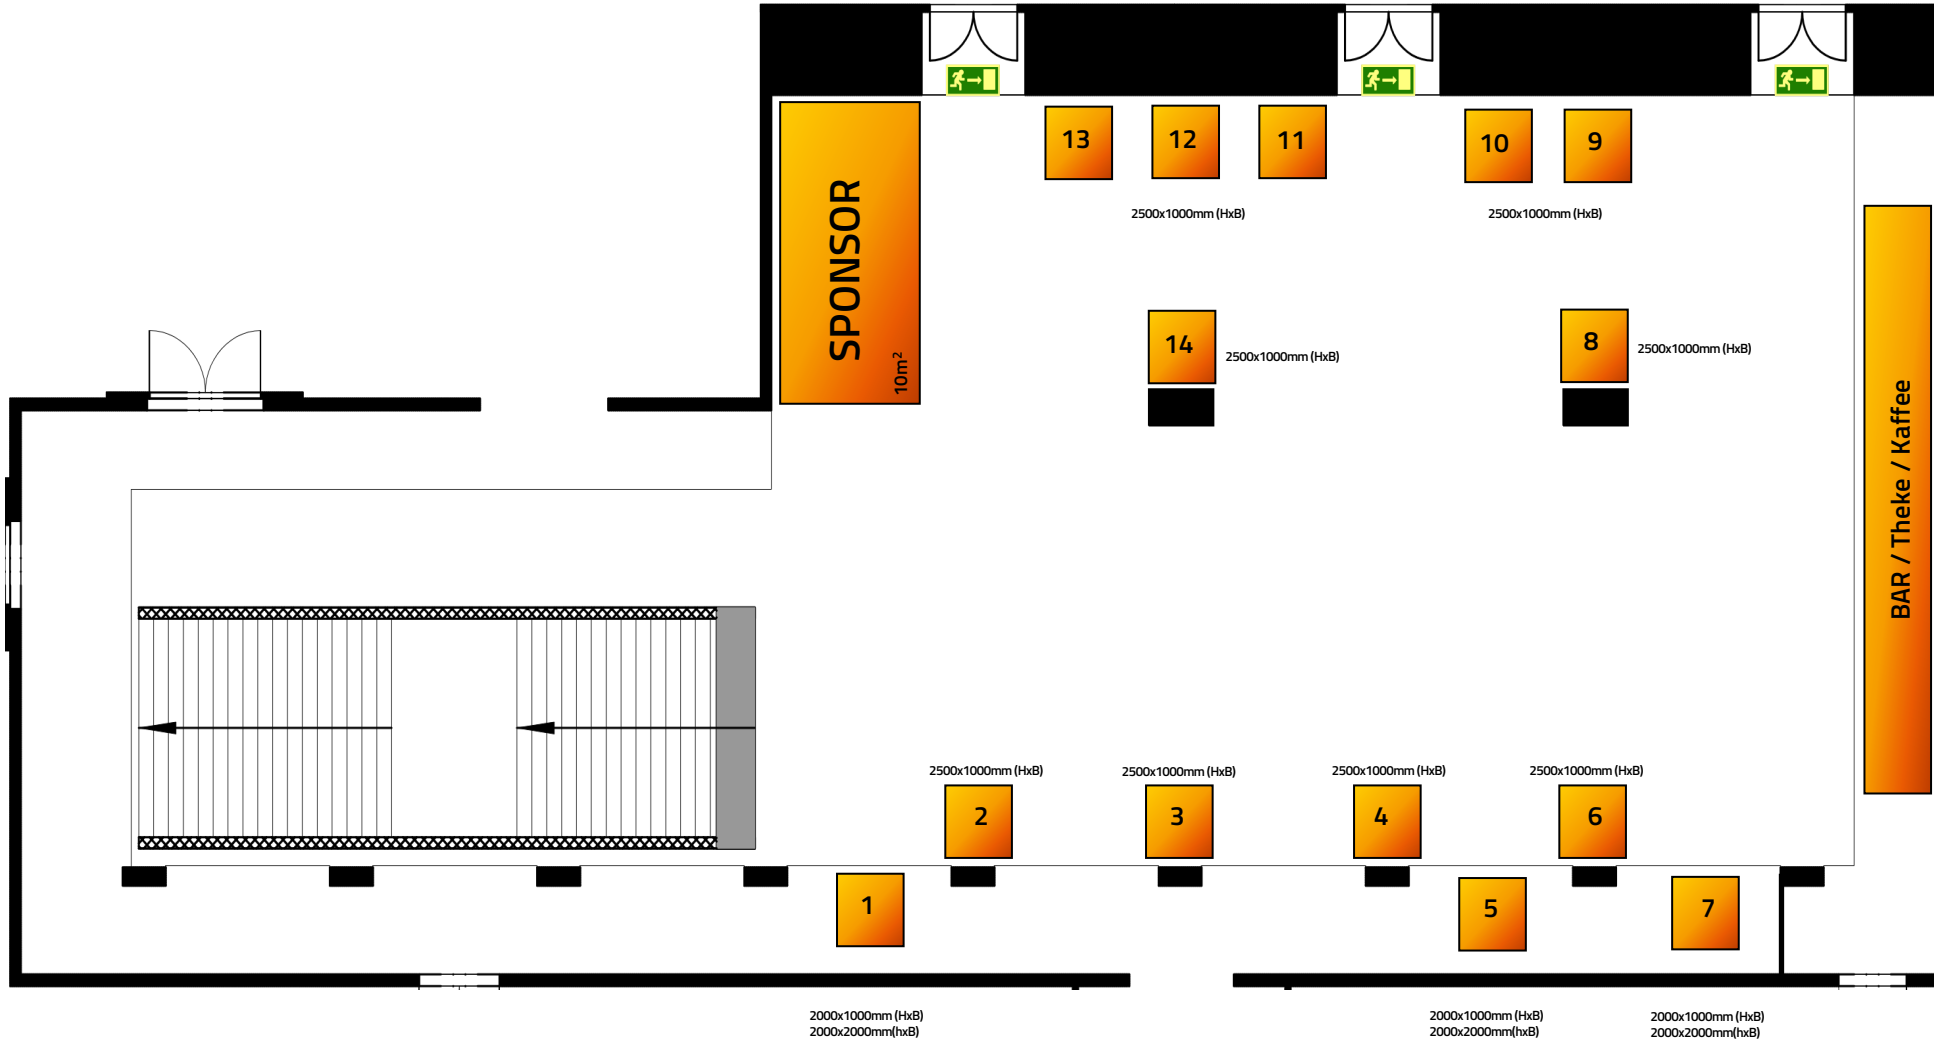 13
12
11
10
9
2500x1000mm (HxB)
2500x1000mm (HxB)
SPONSOR
10m²
14
2500x1000mm (HxB)
8
2500x1000mm (HxB)
BAR / Theke / Kaffee
2500x1000mm (HxB)
2500x1000mm (HxB)
2500x1000mm (HxB)
2500x1000mm (HxB)
2
3
4
6
1
5
7
2000x1000mm (HxB)
2000x2000mm(hxB)
2000x1000mm (HxB)
2000x2000mm(hxB)
2000x1000mm (HxB)
2000x2000mm(hxB)